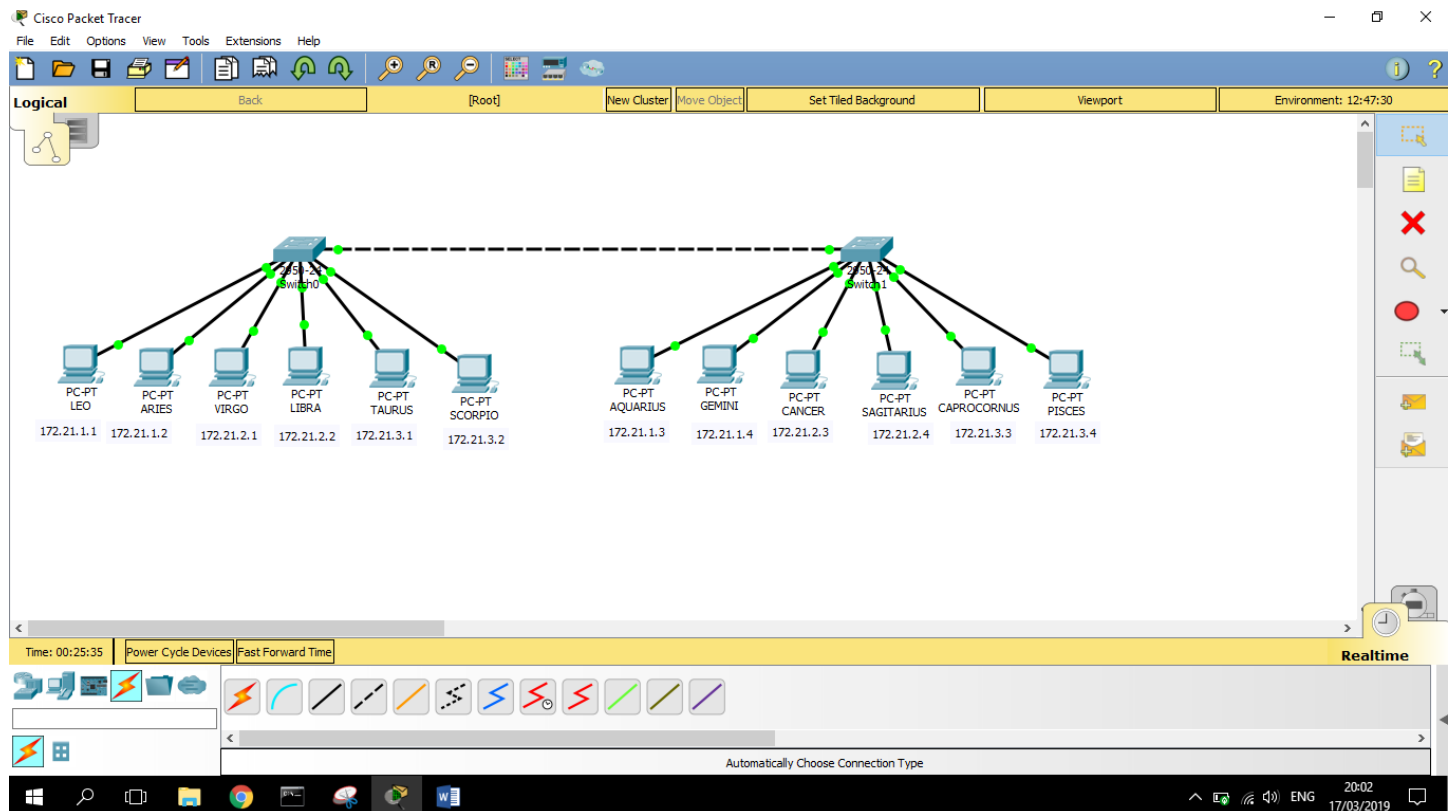 Cisco Packet Tracer
File Edit Options View Tools Extensions Help
Logical Back [Root] New Cluster Move Object Set Tiled Background Viewport Environment: 12:47:30
2950-24
Switch0
2950-24
Switch1
PC-PT
LEO
172.21.1.1
PC-PT
ARIES
172.21.1.2
PC-PT
VIRGO
172.21.2.1
PC-PT
LIBRA
172.21.2.2
PC-PT
TAURUS
172.21.3.1
PC-PT
SCORPIO
172.21.3.2
PC-PT
AQUARIUS
172.21.1.3
PC-PT
GEMINI
172.21.1.4
PC-PT
CANCER
172.21.2.3
PC-PT
SAGITARIUS
172.21.2.4
PC-PT
CAPROCORNUS
172.21.3.3
PC-PT
PISCES
172.21.3.4
Time: 00:25:35 Power Cycle Devices Fast Forward Time Realtime
Automatically Choose Connection Type
ENG
20:02
17/03/2019